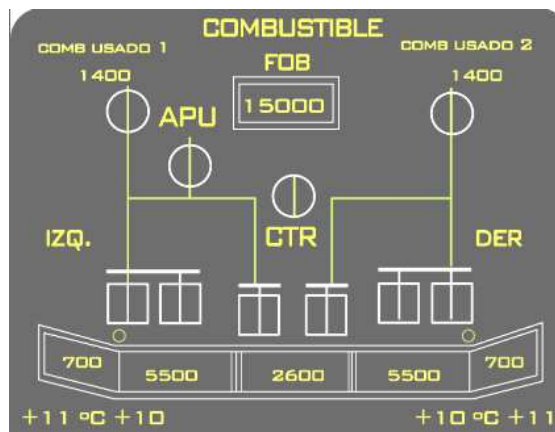 COMBUSTIBLE
COMB USADO 1
COMB USADO 2
FOB
1400
1400
15000
APU
IZQ.
CTR
DER
700
5500
2600
5500
700
+11 ºC +10
+10 ºC +11